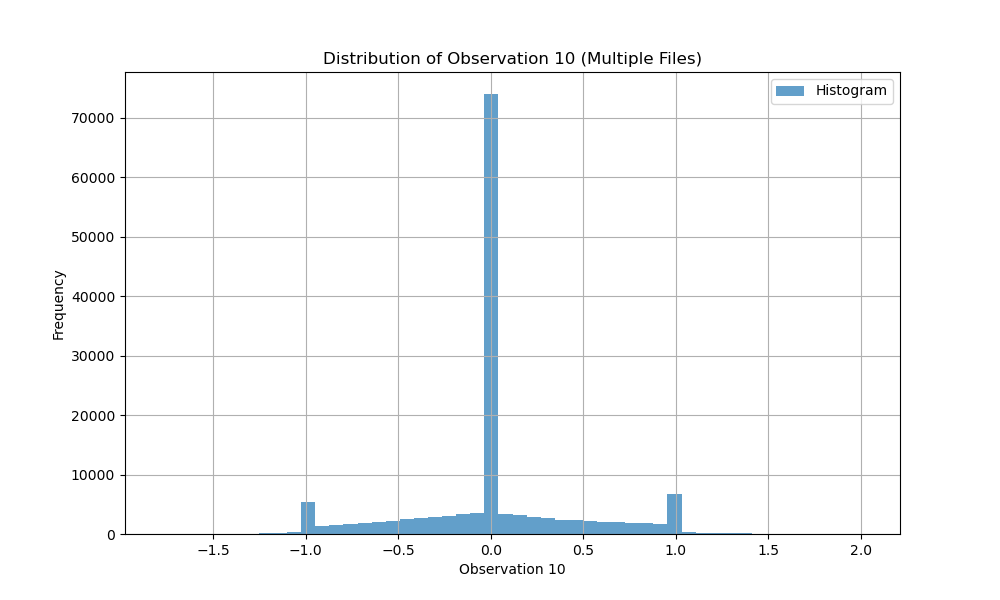 Distribution of Observation 10 (Multiple Files)
Histogram
70000
60000
50000
40000
30000
20000
10000
0
Frequency
−1.5 −1.0 −0.5 0.0 0.5 1.0 1.5 2.0
Observation 10